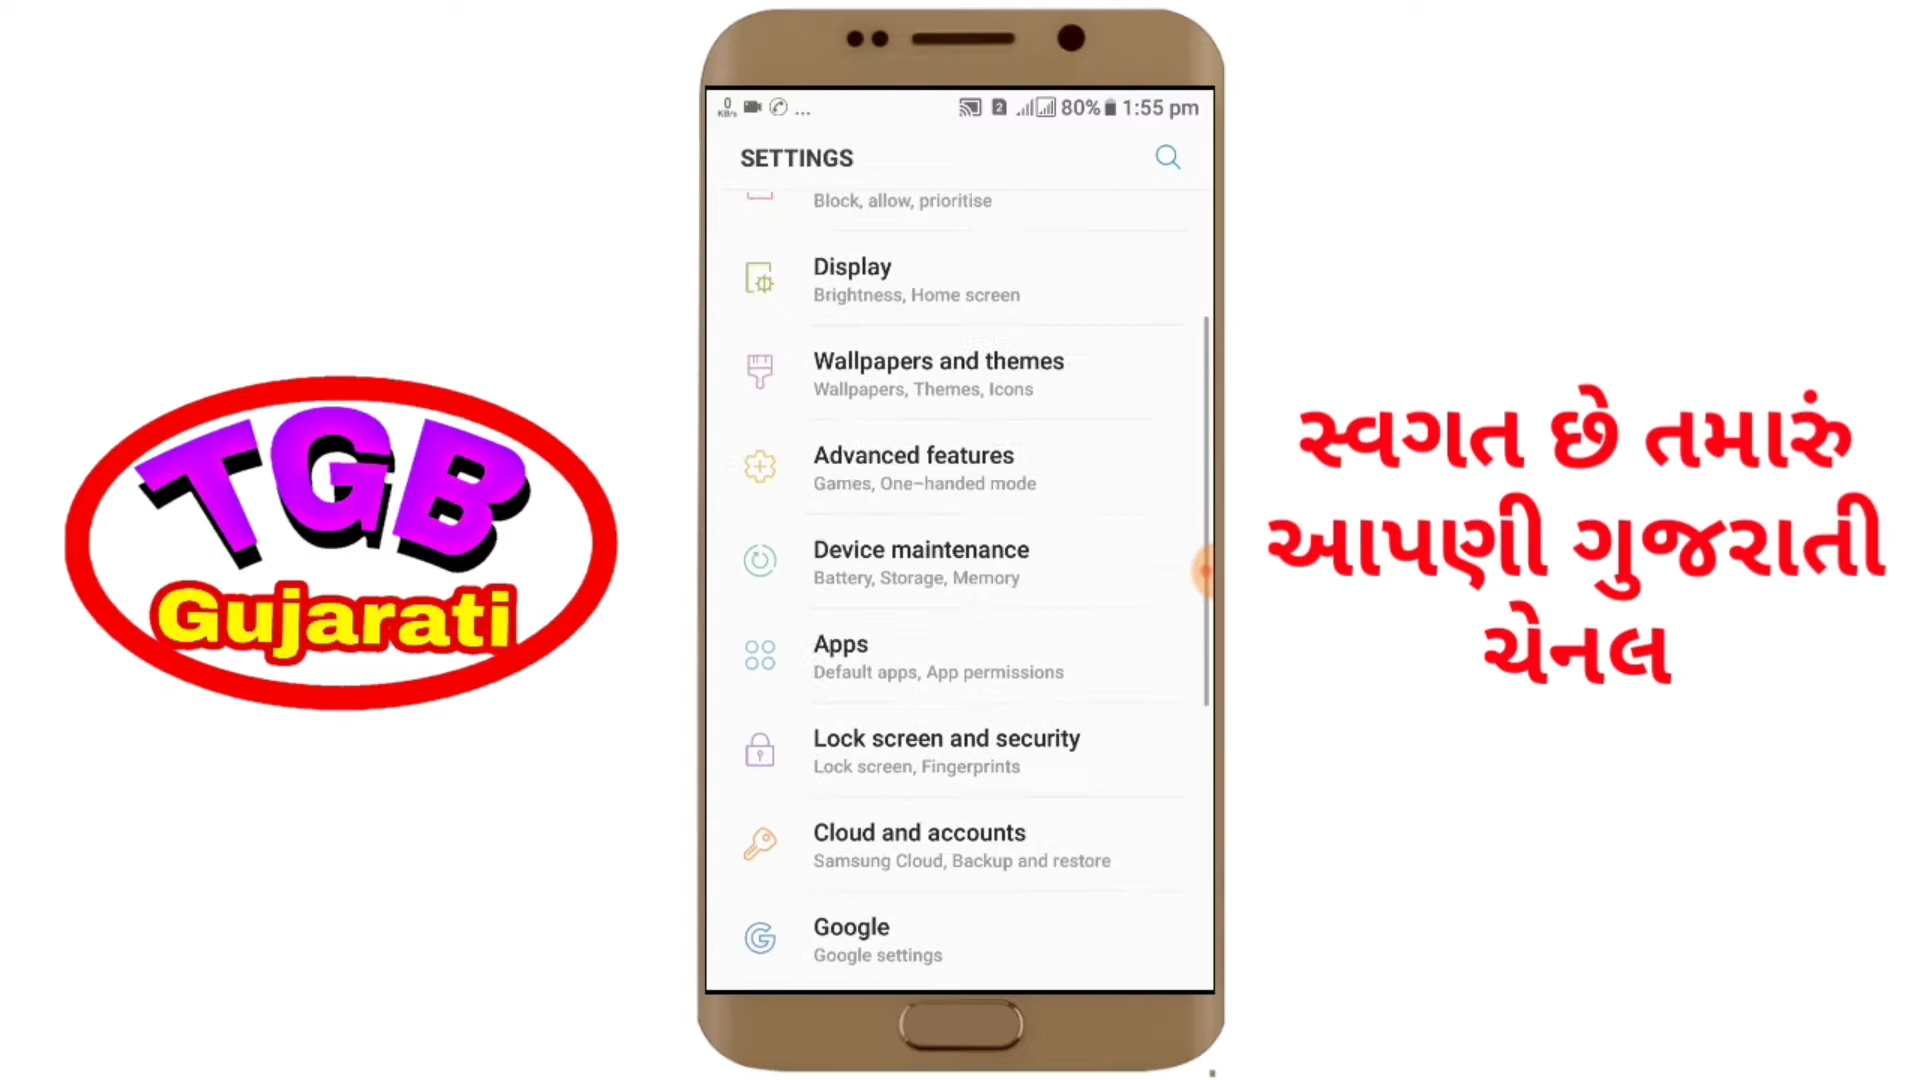 TGB
Gujarati
0
KB/s
...
2
80%
1:55 pm
SETTINGS
Block, allow, prioritise
Display
Brightness, Home screen
Wallpapers and themes
Wallpapers, Themes, Icons
Advanced features
Games, One-handed mode
Device maintenance
Battery, Storage, Memory
Apps
Default apps, App permissions
Lock screen and security
Lock screen, Fingerprints
Cloud and accounts
Samsung Cloud, Backup and restore
Google
Google settings
સ્વગત છે તમારું
આપણી ગુજરાતી
ચેનલ